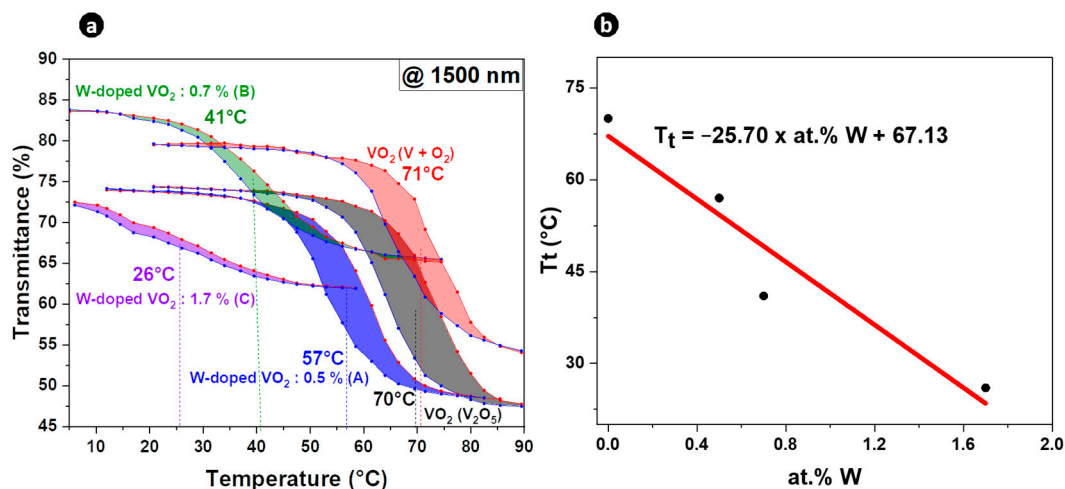 a
@ 1500 nm
W-doped VO2 : 0.7 % (B)
41°C
VO2 (V + O2)
71°C
26°C
W-doped VO2 : 1.7 % (C)
57°C
W-doped VO2 : 0.5 % (A)
70°C
VO2 (V2O5)
Transmittance (%)
90
85
80
75
70
65
60
55
50
45
10 20 30 40 50 60 70 80 90
Temperature (°C)
b
Tt = −25.70 x at.% W + 67.13
Tt (°C)
75
60
45
30
0.0 0.4 0.8 1.2 1.6 2.0
at.% W